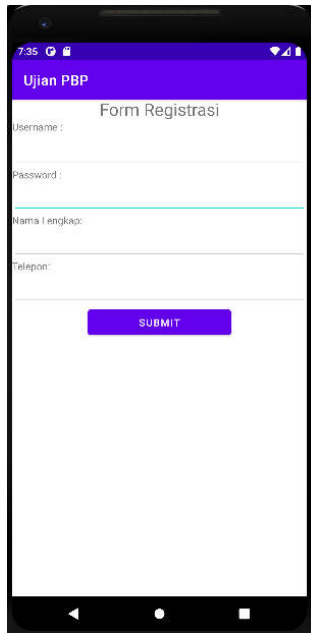 7:35
Ujian PBP
Form Registrasi
Username :
Password :
Nama Lengkap:
Telepon:
SUBMIT